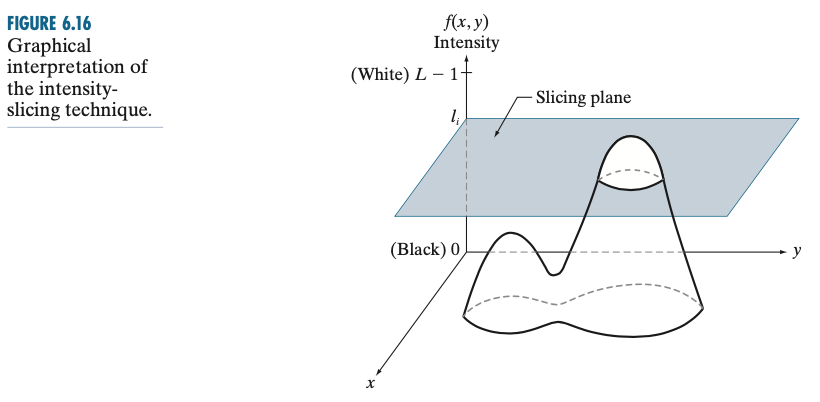 FIGURE 6.16
Graphical
interpretation of
the intensity-
slicing technique.
f(x, y)
Intensity
(White) L − 1
Slicing plane
lᵢ
(Black) 0
y
x